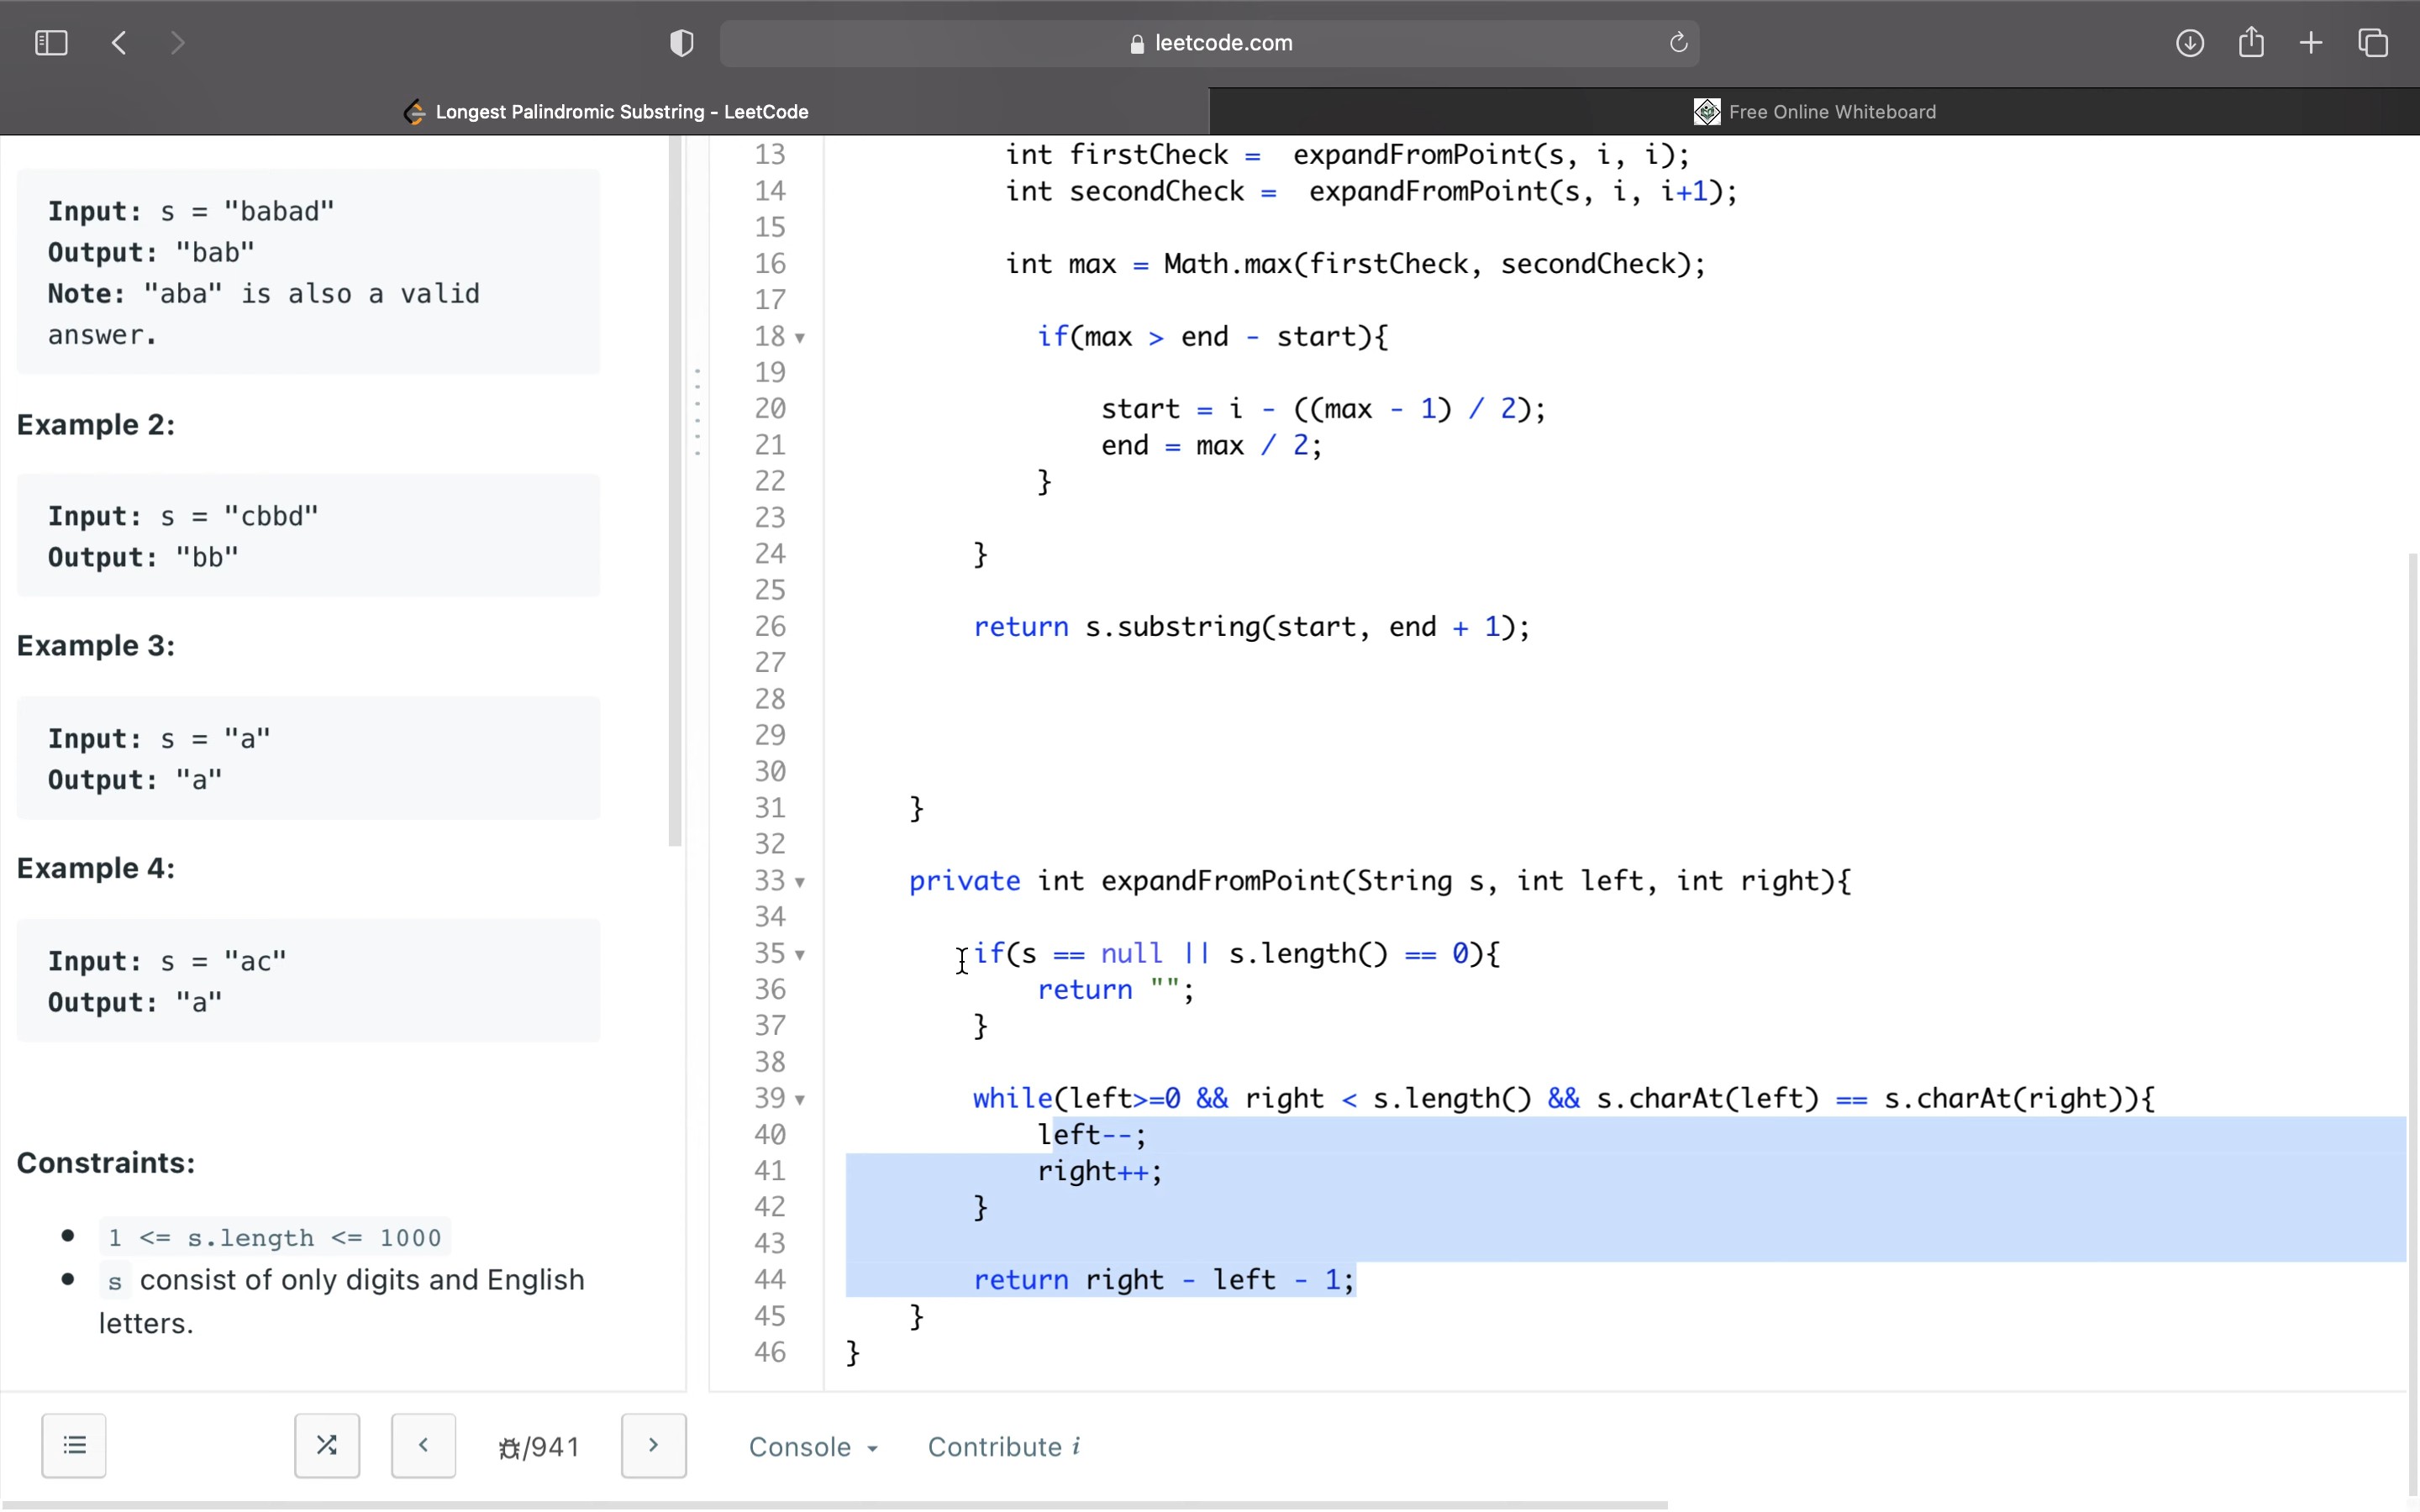 leetcode.com
Longest Palindromic Substring - LeetCode
Free Online Whiteboard
Input: s = "babad"
Output: "bab"
Note: "aba" is also a valid
answer.
Example 2:
Input: s = "cbbd"
Output: "bb"
Example 3:
Input: s = "a"
Output: "a"
Example 4:
Input: s = "ac"
Output: "a"
Constraints:
1 <= s.length <= 1000
s consist of only digits and English
letters.
/941
13 int firstCheck = expandFromPoint(s, i, i);
14 int secondCheck = expandFromPoint(s, i, i+1);
15
16 int max = Math.max(firstCheck, secondCheck);
17
18 if(max > end - start){
19
20 start = i - ((max - 1) / 2);
21 end = max / 2;
22 }
23
24 }
25
26 return s.substring(start, end + 1);
27
28
29
30
31 }
32
33 private int expandFromPoint(String s, int left, int right){
34
35 if(s == null || s.length() == 0){
36 return "";
37 }
38
39 while(left>=0 && right < s.length() && s.charAt(left) == s.charAt(right)){
40 left--;
41 right++;
42 }
43
44 return right - left - 1;
45 }
46 }
Console
Contribute i